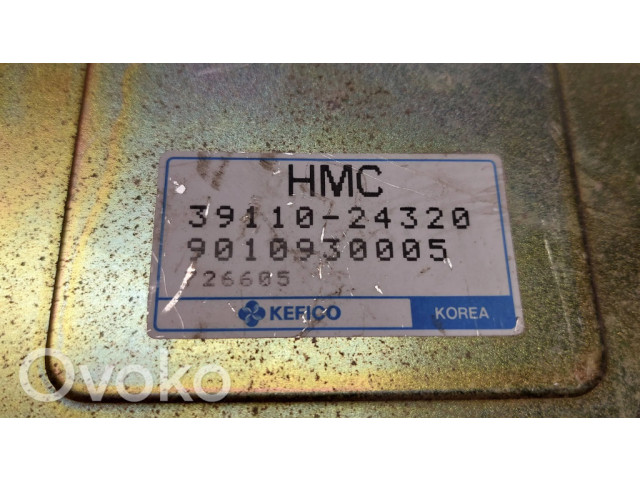 HMC
39110-24320
9010930005
26605
KEFICO
KOREA
Ovoko